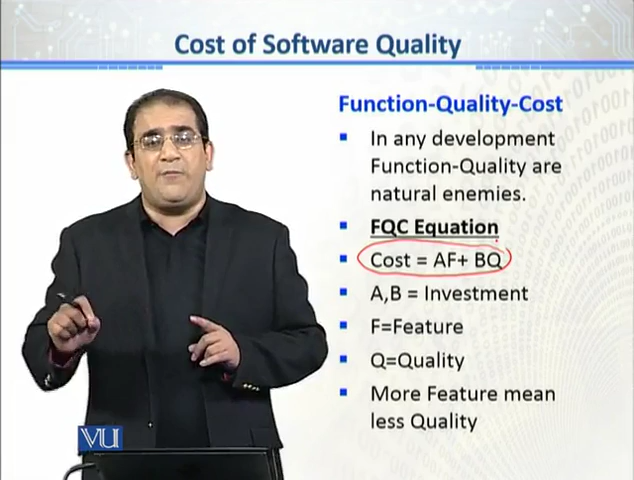 Cost of Software Quality
Function-Quality-Cost
In any development
Function-Quality are
natural enemies.
FQC Equation
Cost = AF+ BQ
A,B = Investment
F=Feature
Q=Quality
More Feature mean
less Quality
VU